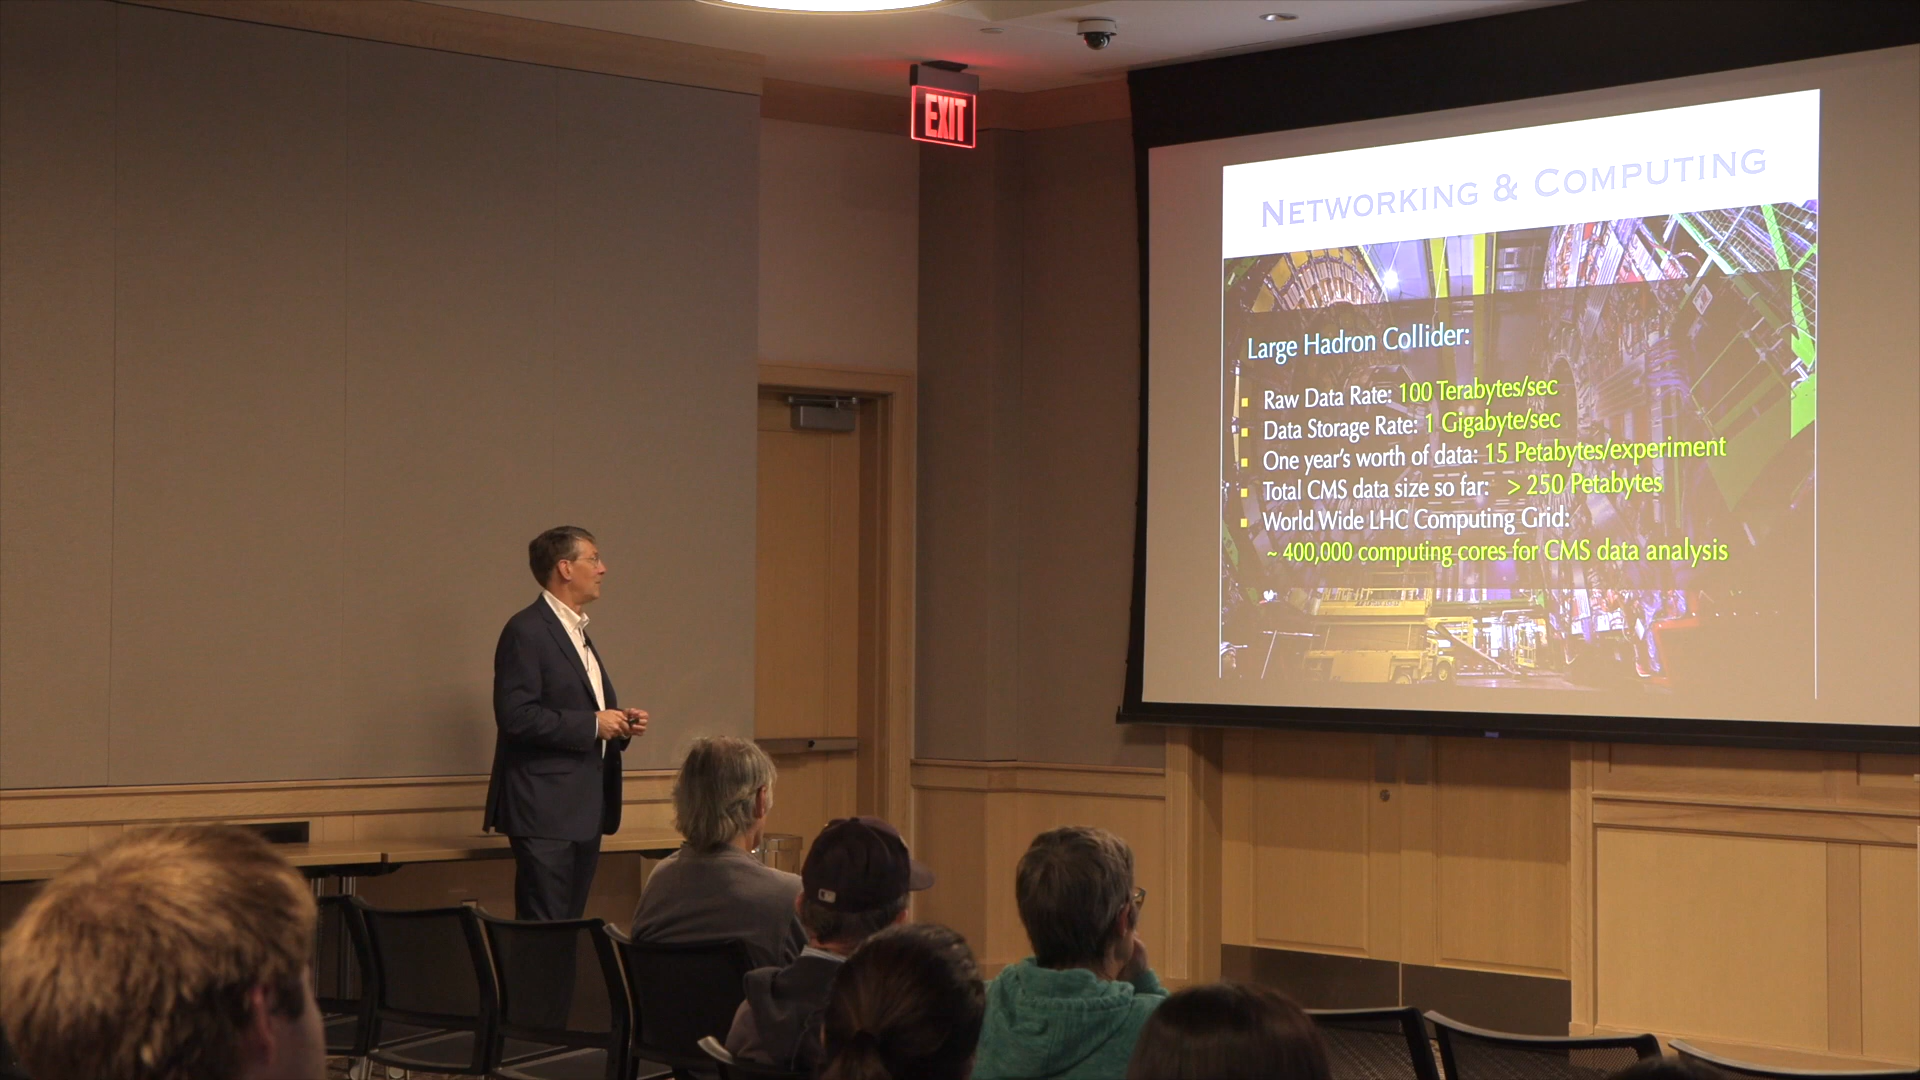 EXIT
NETWORKING & COMPUTING
Large Hadron Collider:
▪ Raw Data Rate: 100 Terabytes/sec
▪ Data Storage Rate: 1 Gigabyte/sec
▪ One year's worth of data: 15 Petabytes/experiment
▪ Total CMS data size so far: > 250 Petabytes
▪ World Wide LHC Computing Grid:
~ 400,000 computing cores for CMS data analysis